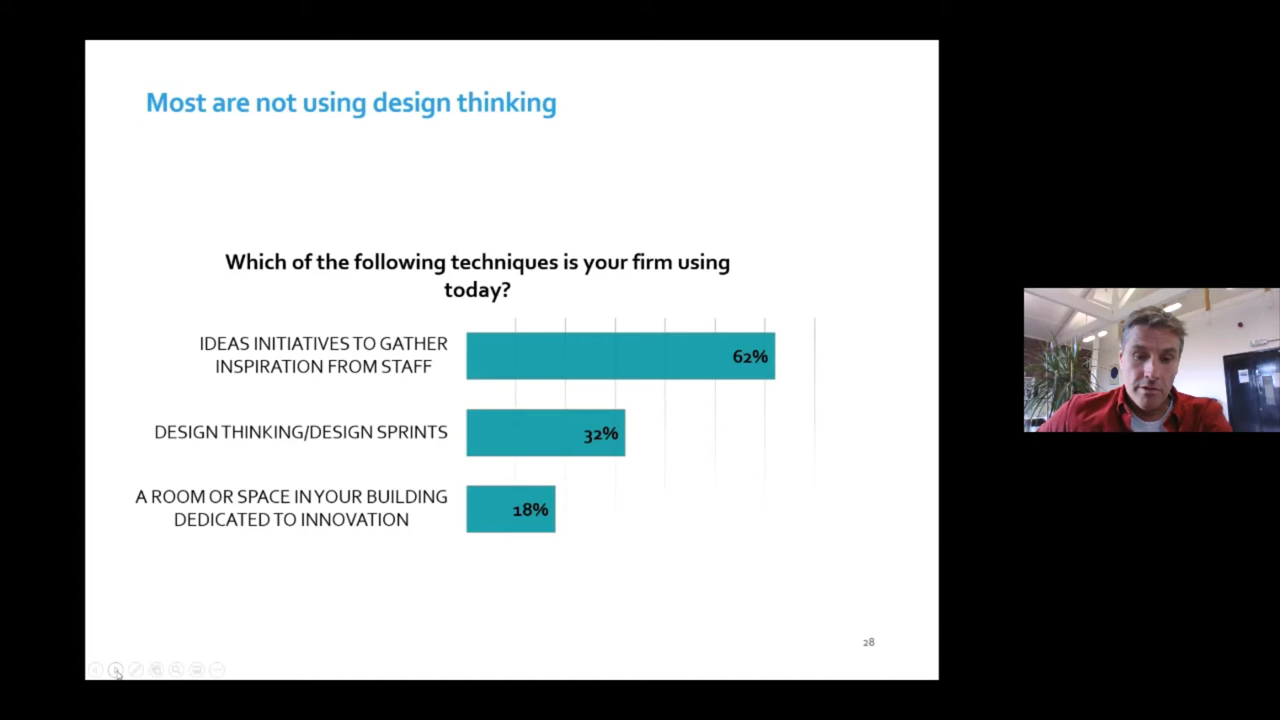 Most are not using design thinking
Which of the following techniques is your firm using
today?
IDEAS INITIATIVES TO GATHER
INSPIRATION FROM STAFF
62%
DESIGN THINKING/DESIGN SPRINTS
32%
A ROOM OR SPACE IN YOUR BUILDING
DEDICATED TO INNOVATION
18%
28